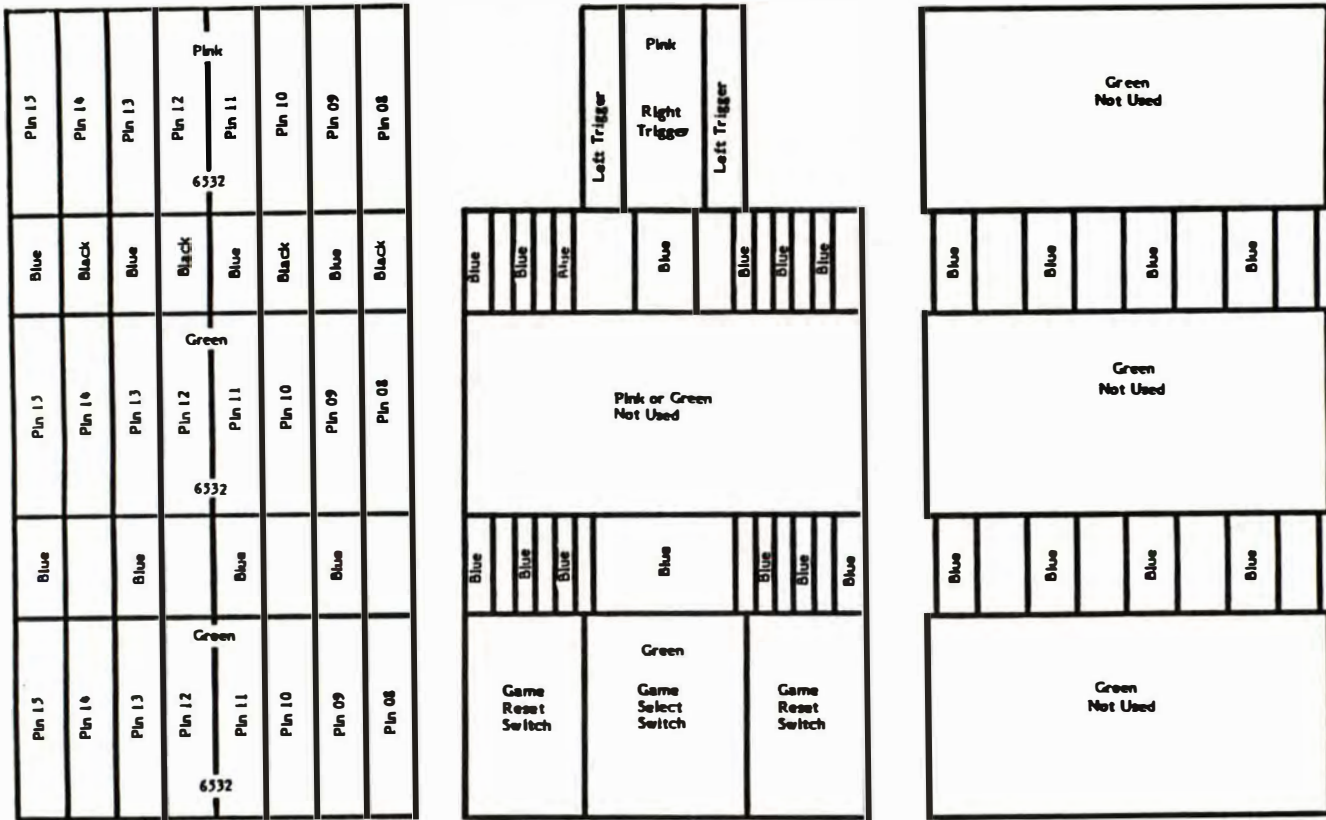 Pink
Pin 15
Pin 14
Pin 13
Pin 12
Pin 11
Pin 10
Pin 09
Pin 08
6532
Blue
Black
Blue
Black
Blue
Black
Blue
Black
Green
Pin 15
Pin 14
Pin 13
Pin 12
Pin 11
Pin 10
Pin 09
Pin 08
6532
Blue
Blue
Blue
Blue
Green
Pin 15
Pin 14
Pin 13
Pin 12
Pin 11
Pin 10
Pin 09
Pin 08
6532
Left Trigger
Pink
Right
Trigger
Left Trigger
Blue
Blue
Blue
Blue
Blue
Blue
Blue
Pink or Green
Not Used
Blue
Blue
Blue
Blue
Blue
Blue
Blue
Game
Reset
Switch
Green
Game
Select
Switch
Game
Reset
Switch
Green
Not Used
Blue
Blue
Blue
Blue
Green
Not Used
Blue
Blue
Blue
Blue
Green
Not Used